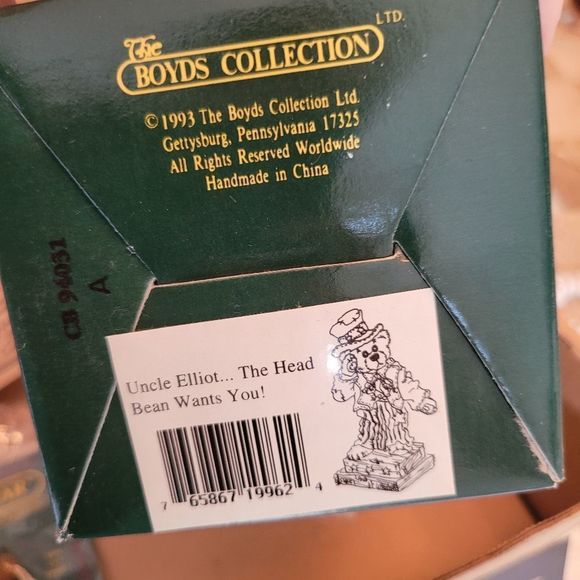 The
BOYDS COLLECTION LTD.
© 1993 The Boyds Collection Ltd.
Gettysburg, Pennsylvania 17325
All Rights Reserved Worldwide
Handmade in China
CB 94031
A
Uncle Elliot... The Head
Bean Wants You!
7 65867 19962 4